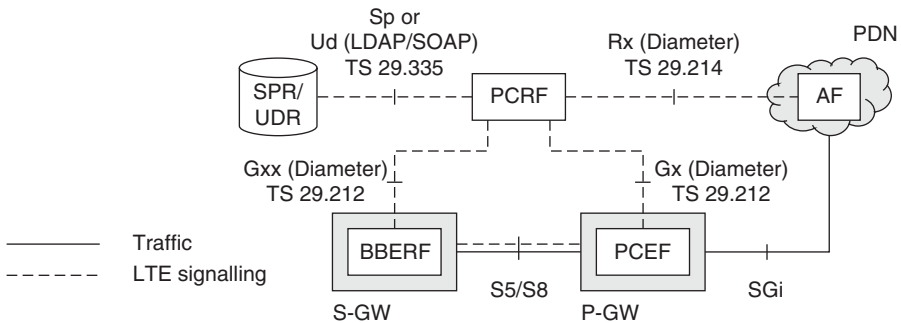 Sp or
Ud (LDAP/SOAP)
TS 29.335
Rx (Diameter)
TS 29.214
PDN
SPR/
UDR
PCRF
AF
Gxx (Diameter)
TS 29.212
Gx (Diameter)
TS 29.212
Traffic
LTE signalling
BBERF
PCEF
S5/S8
SGi
S-GW
P-GW